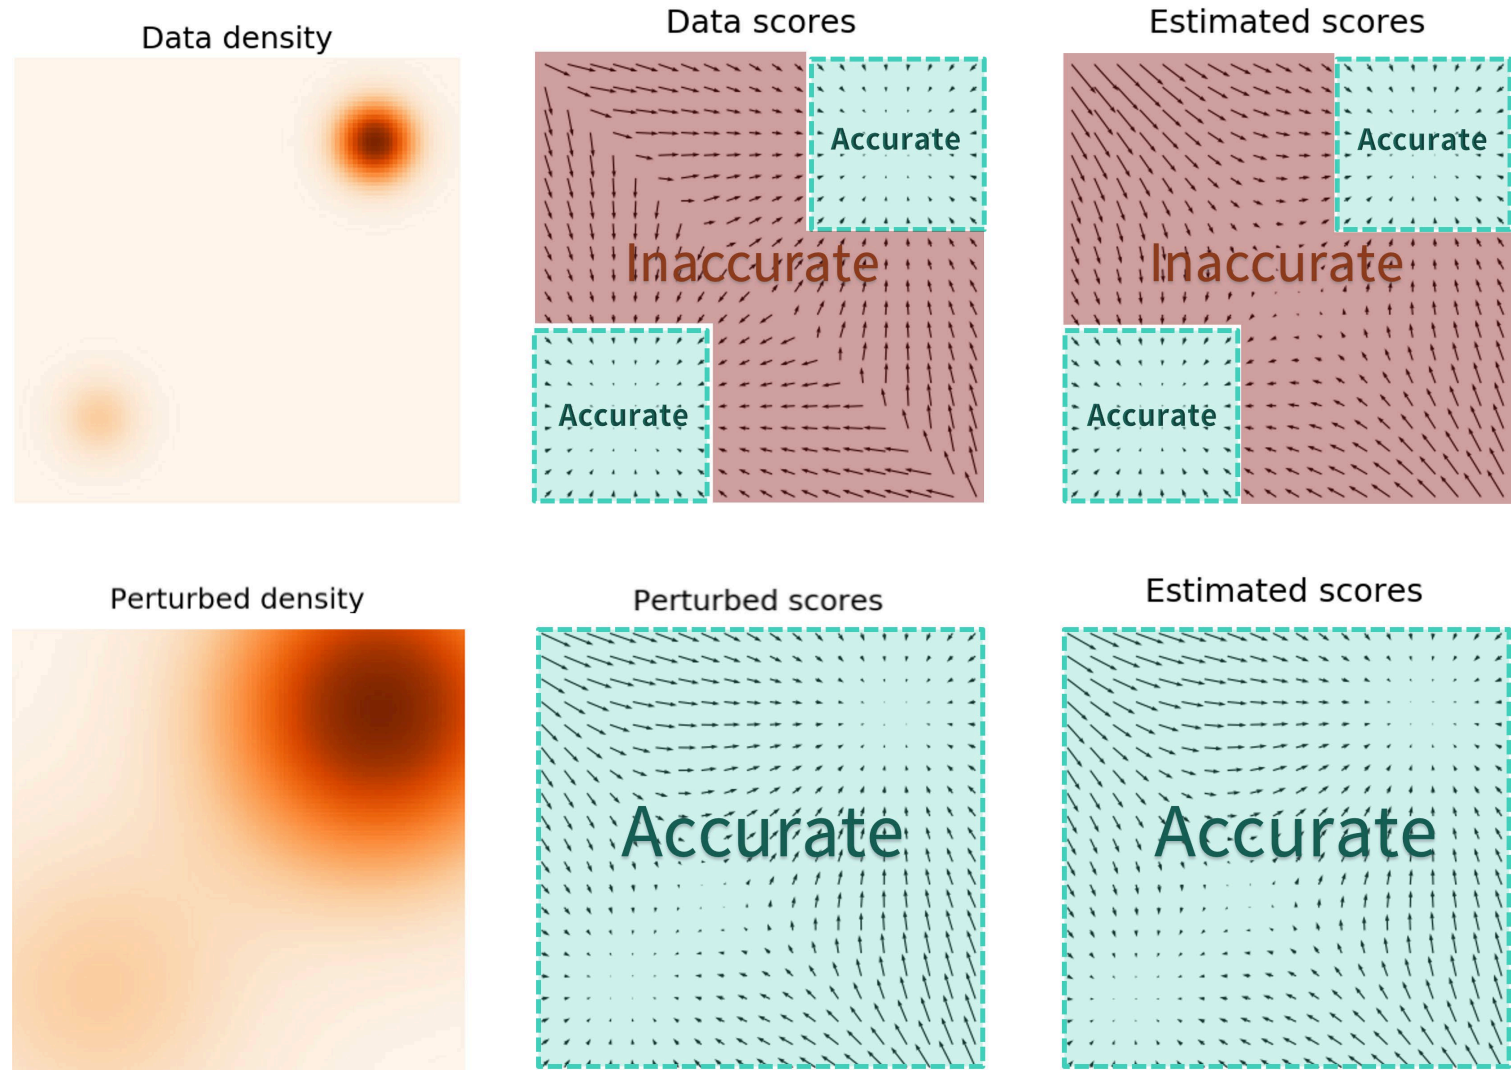 Data density
Data scores
Estimated scores
Accurate
Accurate
Inaccurate
Inaccurate
Accurate
Accurate
Perturbed density
Perturbed scores
Estimated scores
Accurate
Accurate